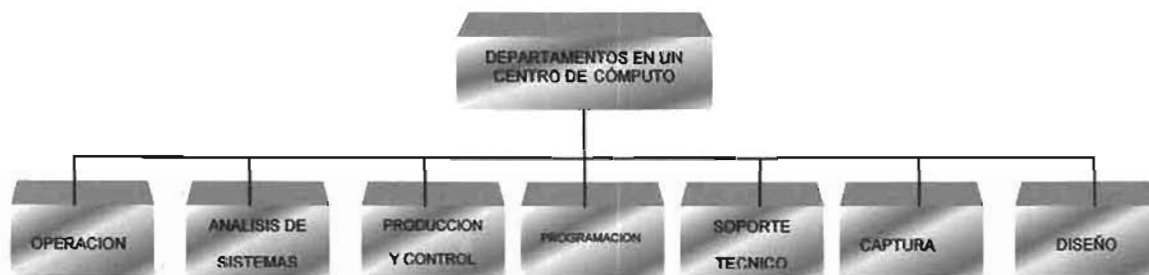 DEPARTAMENTOS EN UN
CENTRO DE CÓMPUTO
OPERACION
ANALISIS DE
SISTEMAS
PRODUCCION
Y CONTROL
PROGRAMACION
SOPORTE
TECNICO
CAPTURA
DISEÑO